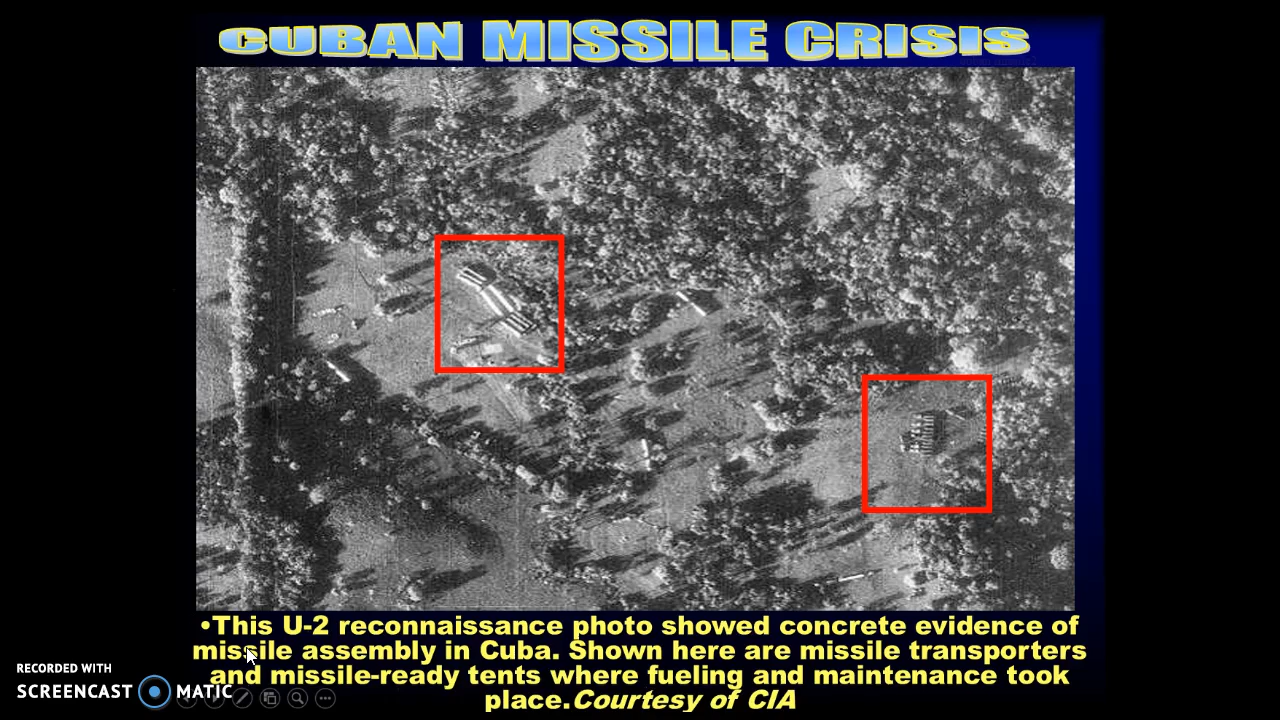 CUBAN MISSILE CRISIS
•This U-2 reconnaissance photo showed concrete evidence of
missile assembly in Cuba. Shown here are missile transporters
and missile-ready tents where fueling and maintenance took
place.Courtesy of CIA
RECORDED WITH
SCREENCAST MATIC